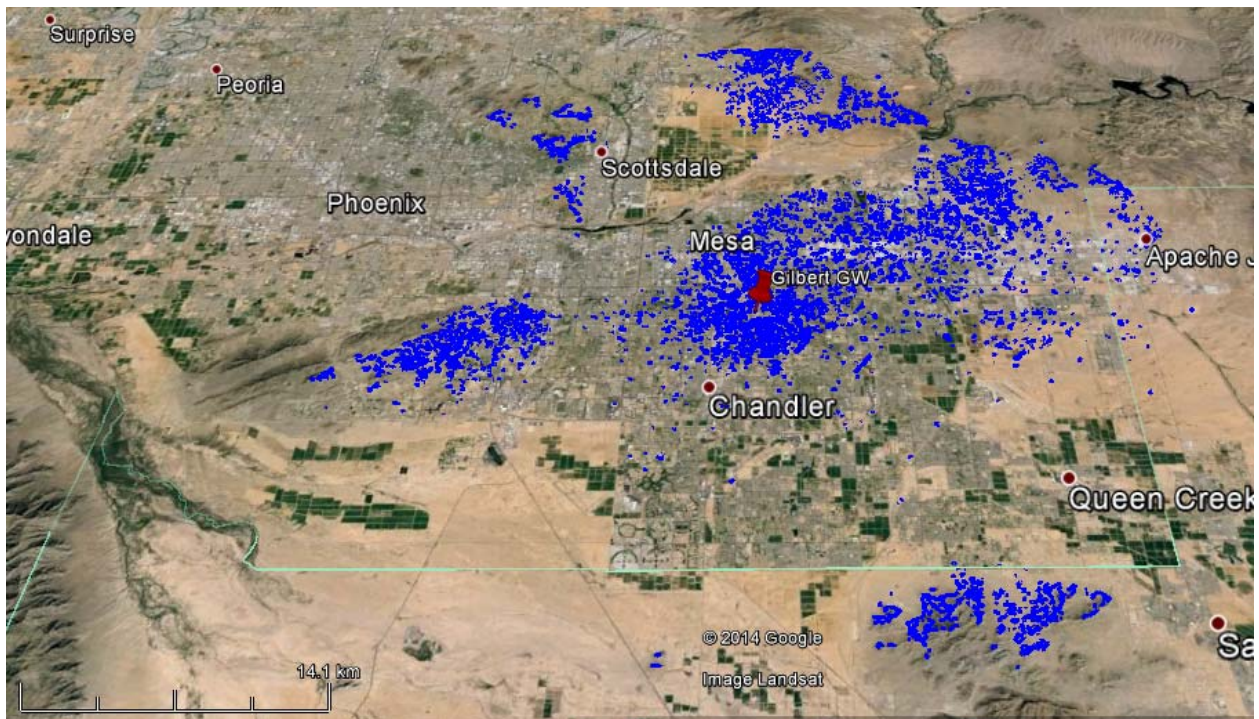 Surprise
Peoria
Scottsdale
Phoenix
vondale
Mesa
Apache J
Gilbert GW
Chandler
Queen Creek
© 2014 Google
Sa
14.1 km
Image Landsat